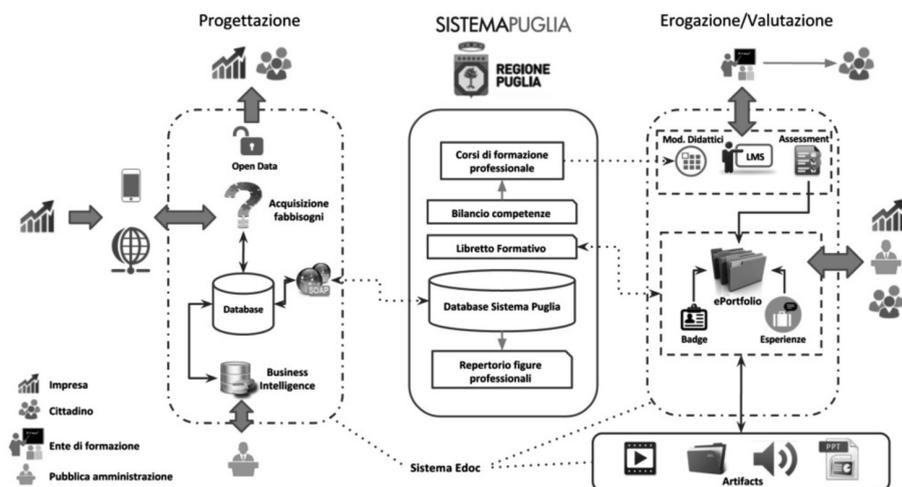 Progettazione
SISTEMAPUGLIA
Erogazione/Valutazione
REGIONE
PUGLIA
Open Data
Acquisizione
fabbisogni
SOAP
Database
Business
Intelligence
Corsi di formazione
professionale
Bilancio competenze
Libretto Formativo
Database Sistema Puglia
Repertorio figure
professionali
Mod. Didattici
LMS
Assessment
ePortfolio
Badge
Esperienze
Impresa
Cittadino
Ente di formazione
Pubblica amministrazione
Sistema Edoc
PPT
Artifacts